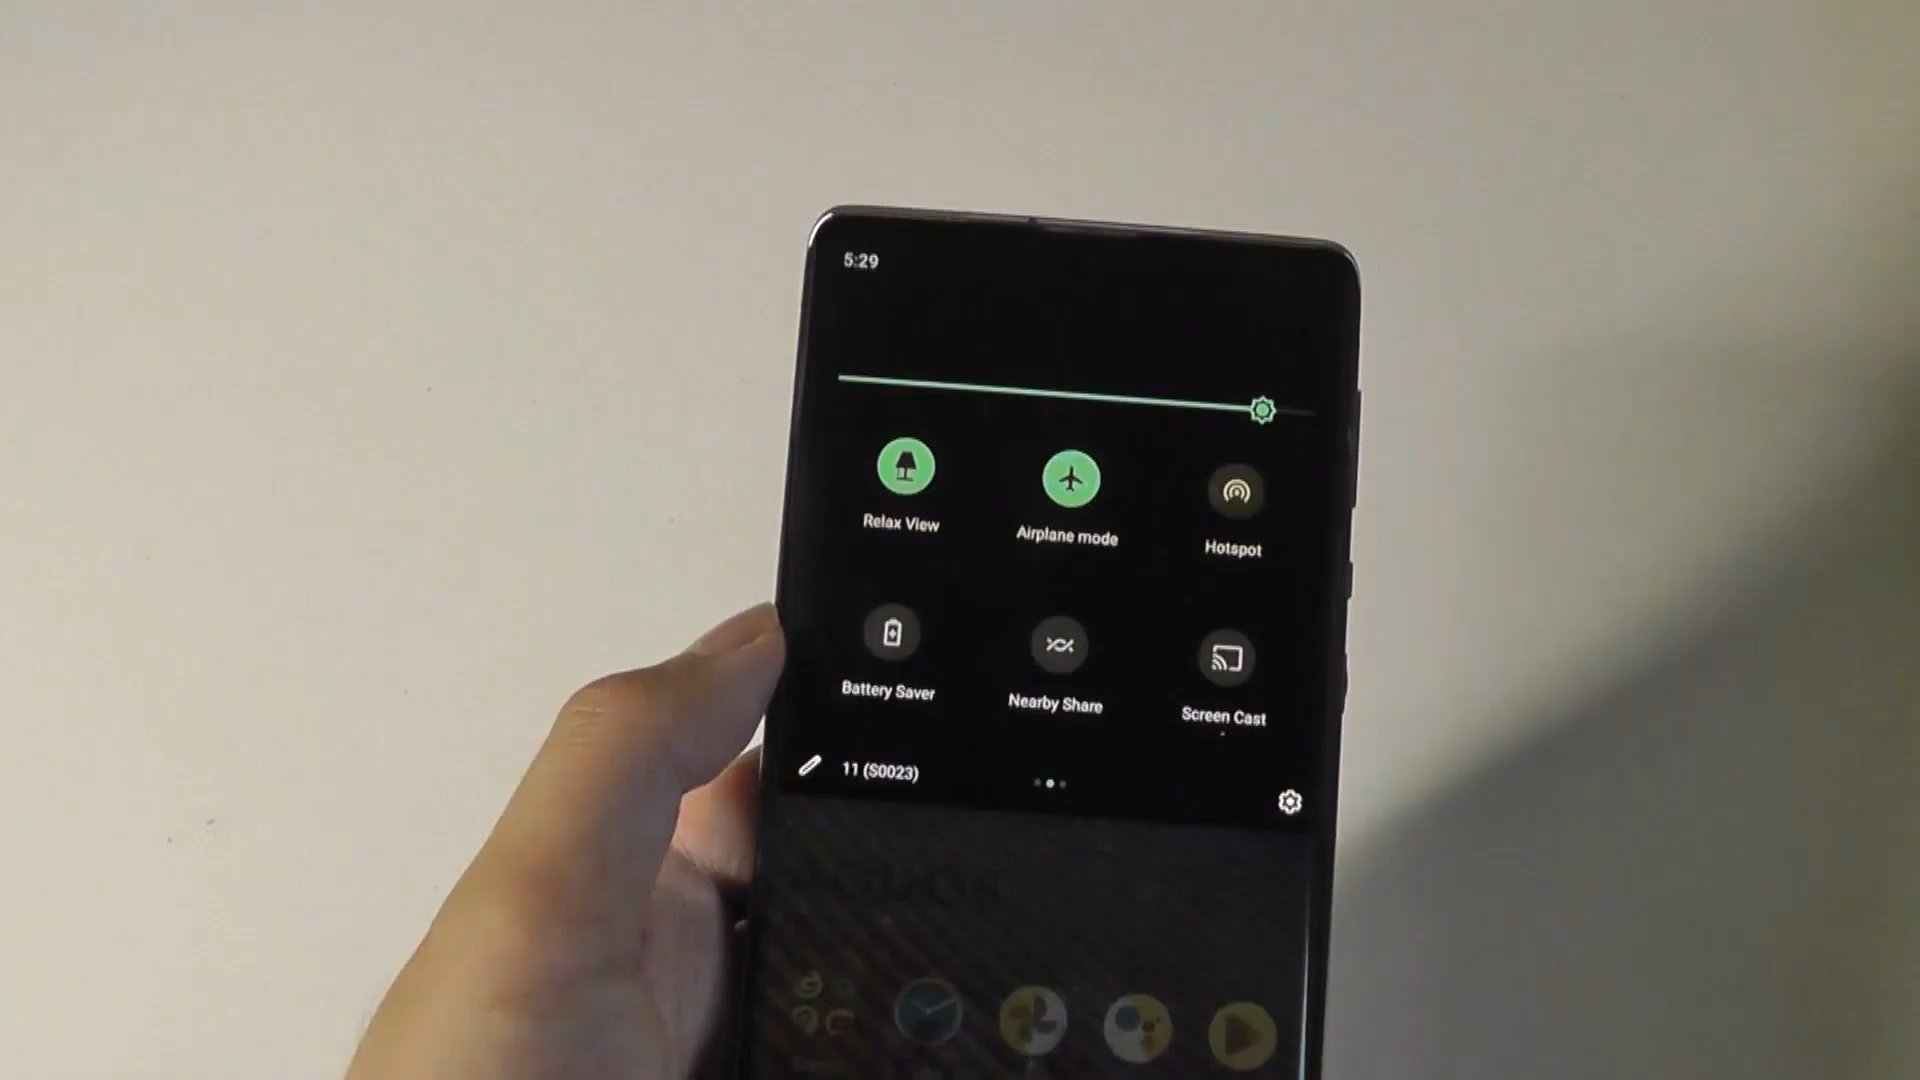 5:29
Relax View
Airplane mode
Hotspot
Battery Saver
Nearby Share
Screen Cast
11 (S0023)